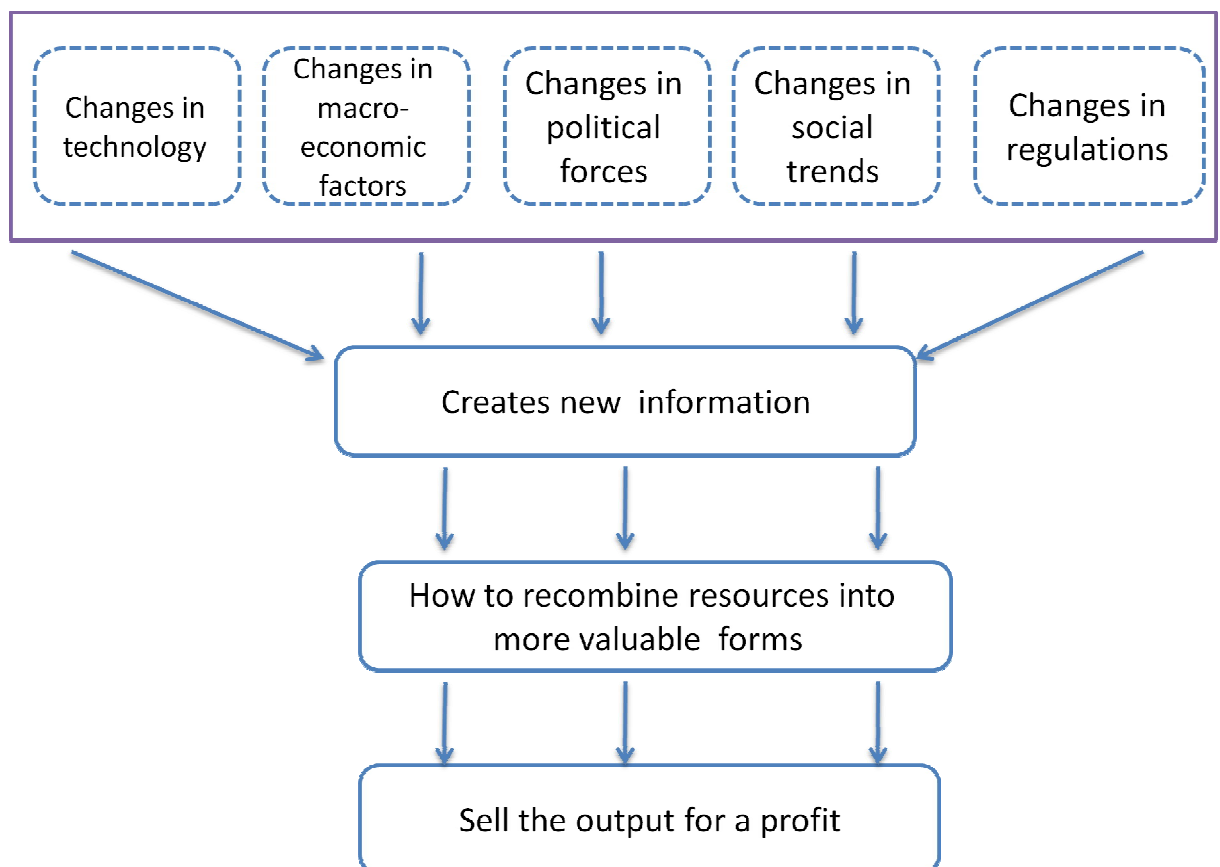 Changes in
technology
Changes in
macro-
economic
factors
Changes in
political
forces
Changes in
social
trends
Changes in
regulations
Creates new  information
How to recombine resources into
more valuable  forms
Sell the output for a profit